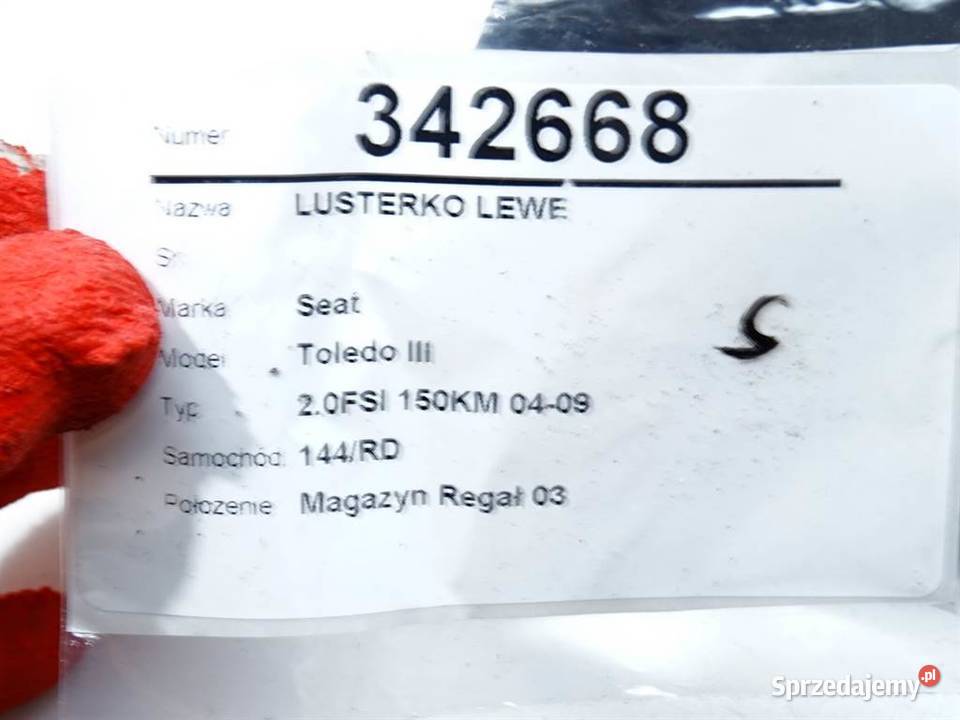 Numer 342668
Nazwa LUSTERKO LEWE
Marka Seat
Model Toledo III
Typ 2.0FSI 150KM 04-09
Samochód 144/RD
Położenie Magazyn Regał 03
S
Sprzedajemy.pl